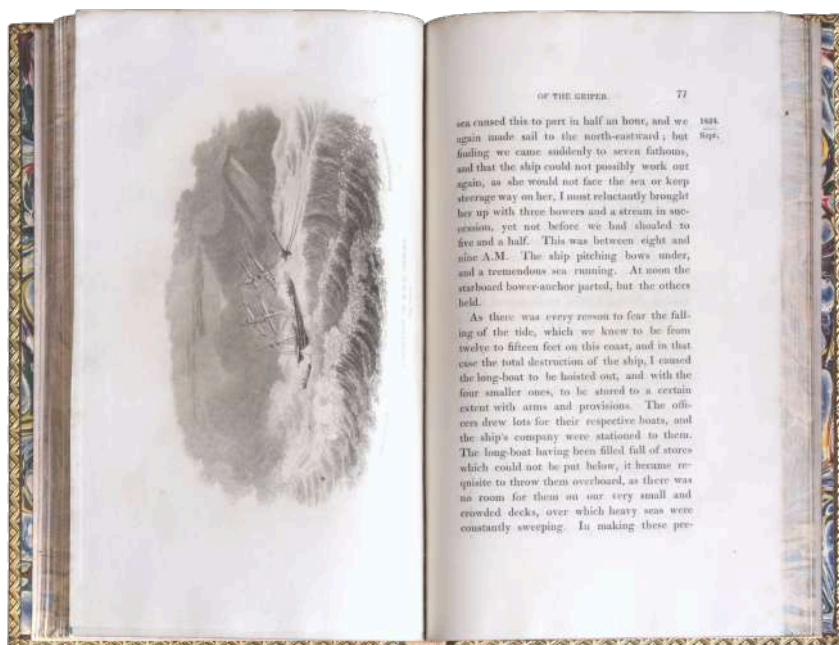 OF THE GRIPER. 77
sea caused this to part in half an hour, and we 1824.
again made sail to the north-eastward; but Sept.
finding we came suddenly to seven fathoms,
and that the ship could not possibly work out
again, as she would not face the sea or keep
steerage way on her, I most reluctantly brought
her up with three bowers and a stream in suc-
cession, yet not before we had shoaled to
five and a half. This was between eight and
nine A.M. The ship pitching bows under,
and a tremendous sea running. At noon the
starboard bower-anchor parted, but the others
held.
As there was every reason to fear the fall-
ing of the tide, which we knew to be from
twelve to fifteen feet on this coast, and in that
case the total destruction of the ship, I caused
the long-boat to be hoisted out, and with the
four smaller ones, to be stored to a certain
extent with arms and provisions. The offi-
cers drew lots for their respective boats, and
the ship's company were stationed to them.
The long-boat having been filled full of stores
which could not be put below, it became re-
quisite to throw them overboard, as there was
no room for them on our very small and
crowded decks, over which heavy seas were
constantly sweeping. In making these pre-